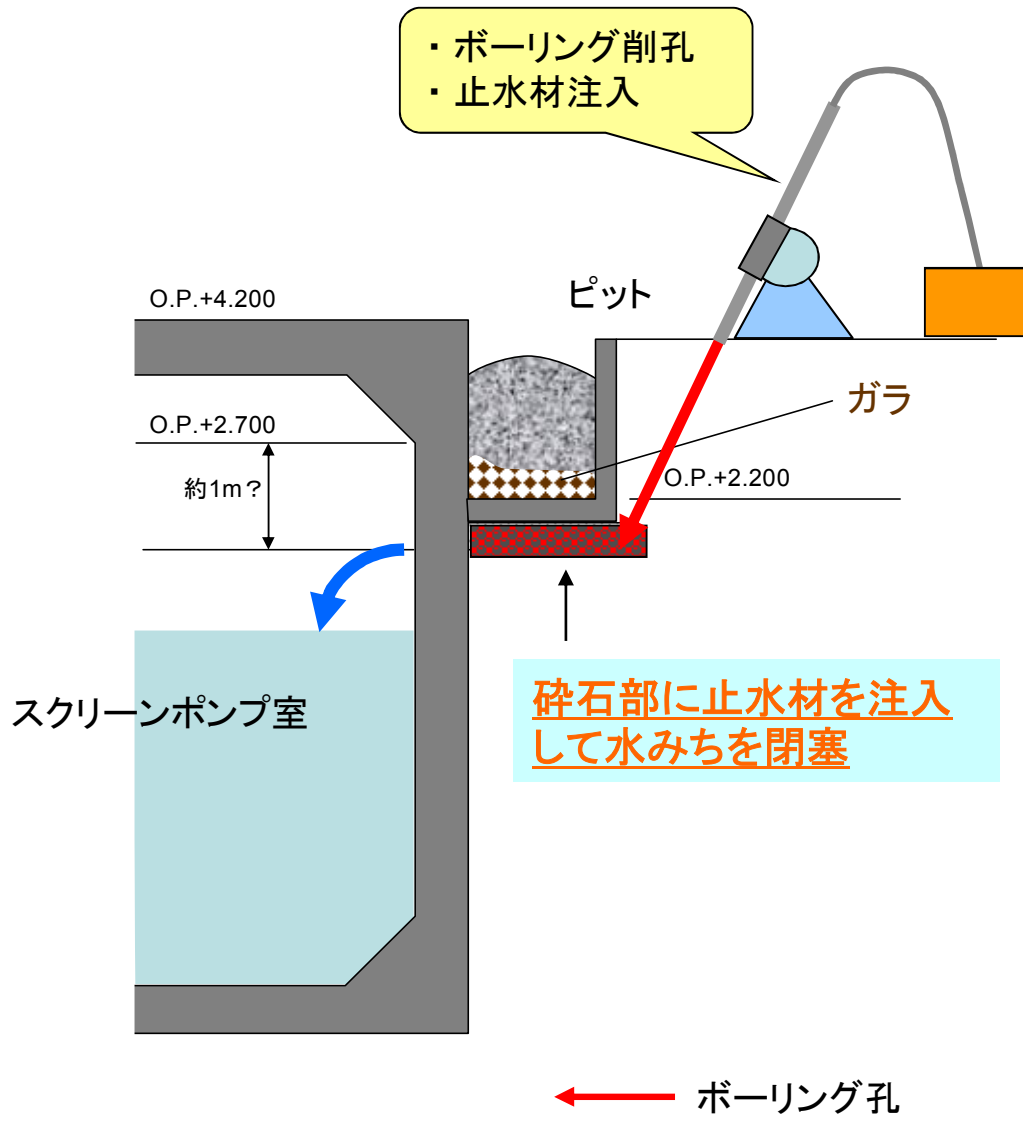 ・ボーリング削孔
・止水材注入
O.P.+4.200
ピット
ガラ
O.P.+2.700
約1m？
O.P.+2.200
スクリーンポンプ室
砕石部に止水材を注入
して水みちを閉塞
ボーリング孔